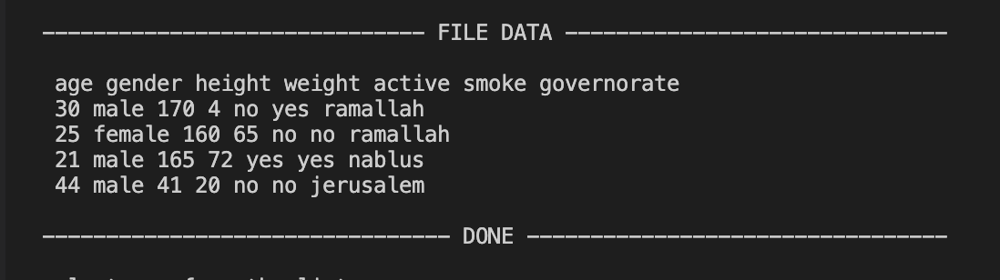 ------------------------------ FILE DATA ------------------------------
age gender height weight active smoke governorate
30 male 170 4 no yes ramallah
25 female 160 65 no no ramallah
21 male 165 72 yes yes nablus
44 male 41 20 no no jerusalem
-------------------------------- DONE ---------------------------------